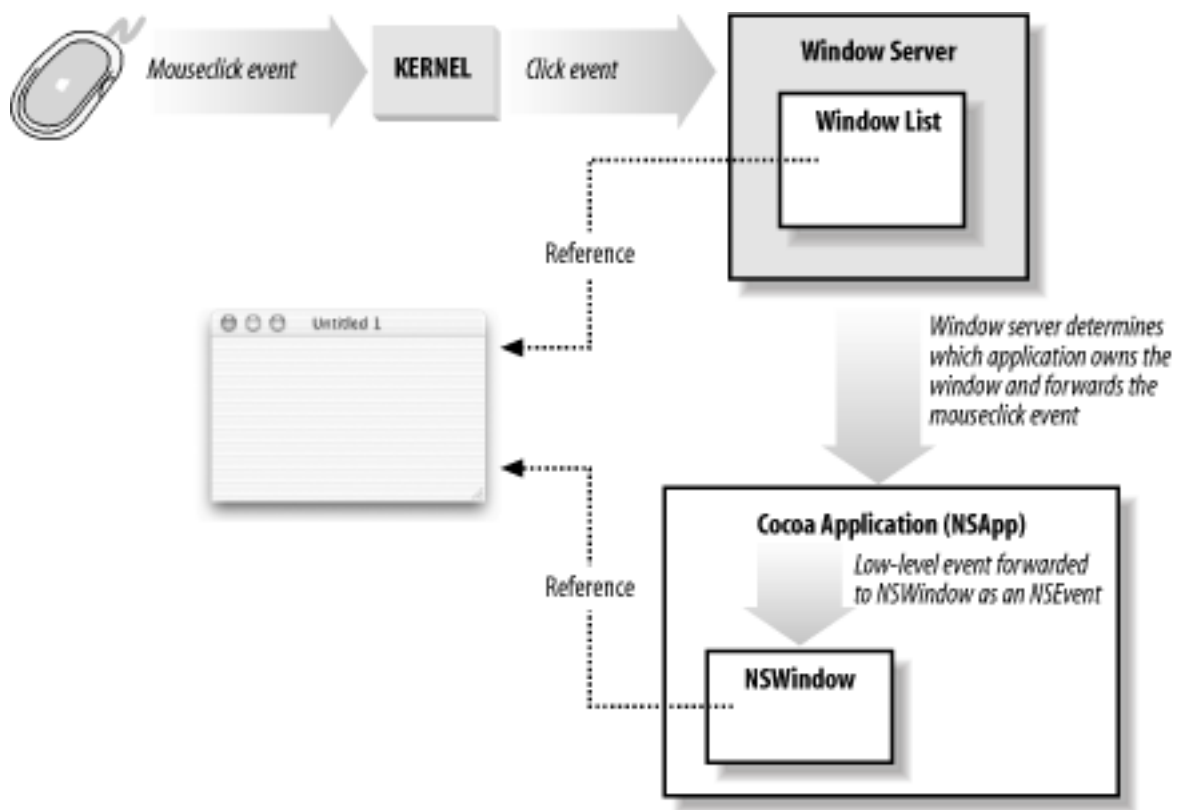 Mouseclick event
KERNEL
Click event
Window Server
Window List
Reference
Untitled 1
Window server determines
which application owns the
window and forwards the
mouseclick event
Cocoa Application (NSApp)
Low-level event forwarded
to NSWindow as an NSEvent
Reference
NSWindow